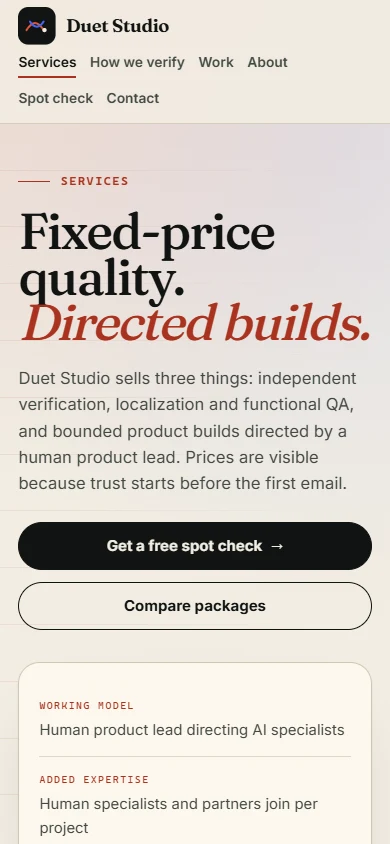 Duet Studio
Services How we verify Work About
Spot check Contact
SERVICES
Fixed-price
quality.
Directed builds.
Duet Studio sells three things: independent
verification, localization and functional QA,
and bounded product builds directed by a
human product lead. Prices are visible
because trust starts before the first email.
Get a free spot check →
Compare packages
WORKING MODEL
Human product lead directing AI specialists
ADDED EXPERTISE
Human specialists and partners join per
project